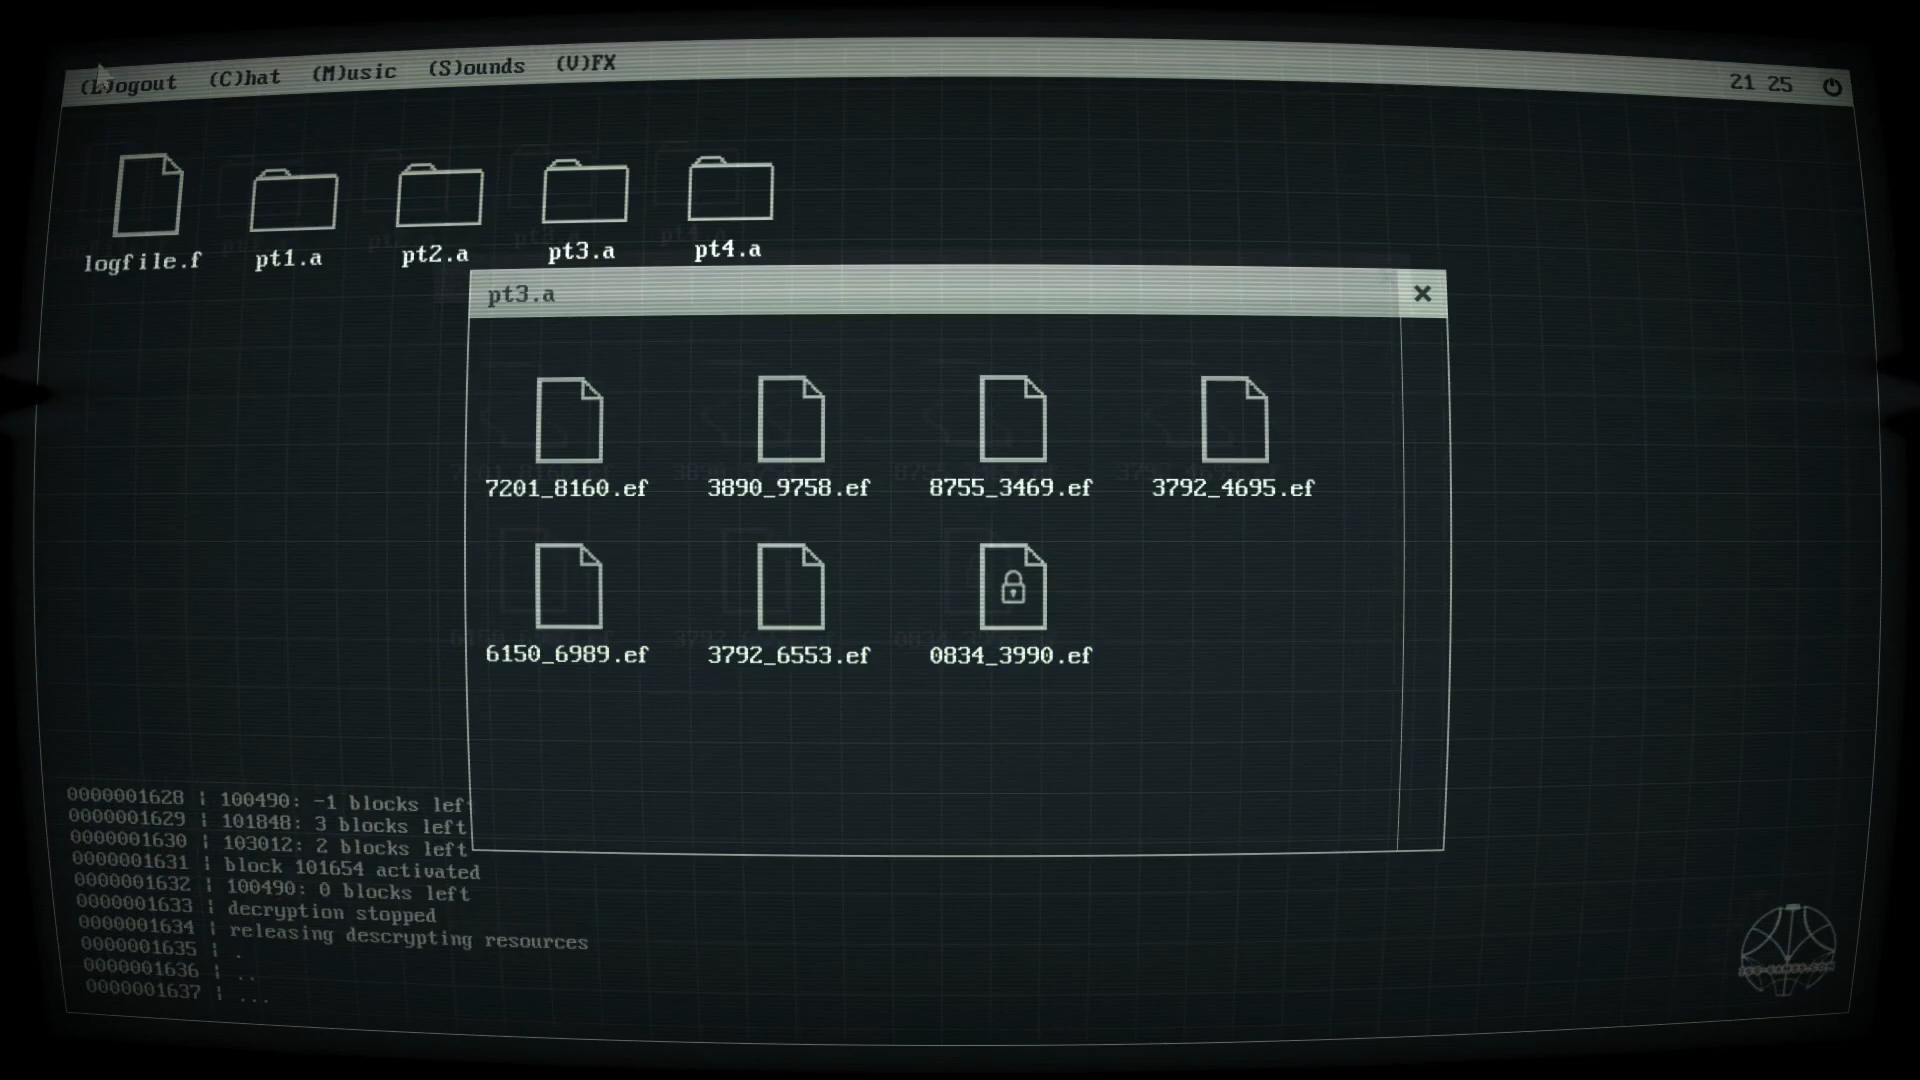 (L)ogout (C)hat (M)usic (S)ounds (V)FX 21 25
logfile.f pt1.a pt2.a pt3.a pt4.a
pt3.a
7201_8160.ef 3890_9758.ef 8755_3469.ef 3792_4695.ef
6150_6989.ef 3792_6553.ef 0834_3990.ef
0000001628 ¦ 100490: -1 blocks left
0000001629 ¦ 101848: 3 blocks left
0000001630 ¦ 103012: 2 blocks left
0000001631 ¦ block 101654 activated
0000001632 ¦ 100490: 0 blocks left
0000001633 ¦ decryption stopped
0000001634 ¦ releasing descrypting resources
0000001635 ¦ .
0000001636 ¦ ..
0000001637 ¦ ...